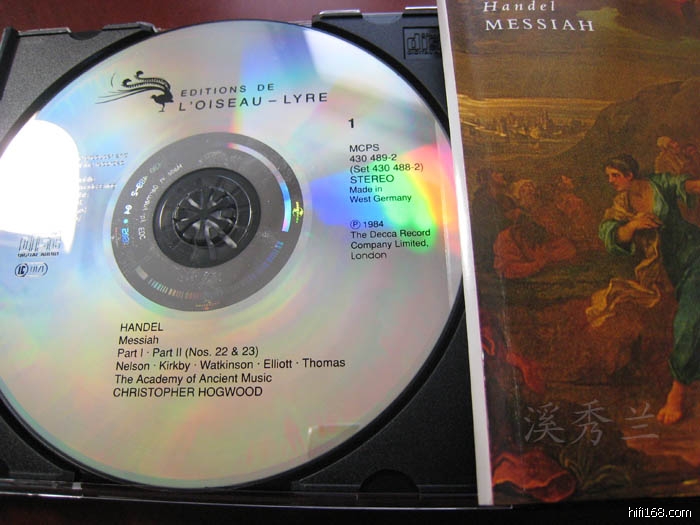 Handel
MESSIAH
EDITIONS DE
L'OISEAU-LYRE
1
MCPS
430 489-2
(Set 430 488-2)
STEREO
Made in
West Germany
℗ 1984
The Decca Record
Company Limited,
London
HANDEL
Messiah
Part I · Part II (Nos. 22 & 23)
Nelson · Kirkby · Watkinson · Elliott · Thomas
The Academy of Ancient Music
CHRISTOPHER HOGWOOD
溪秀兰
hifi168.com